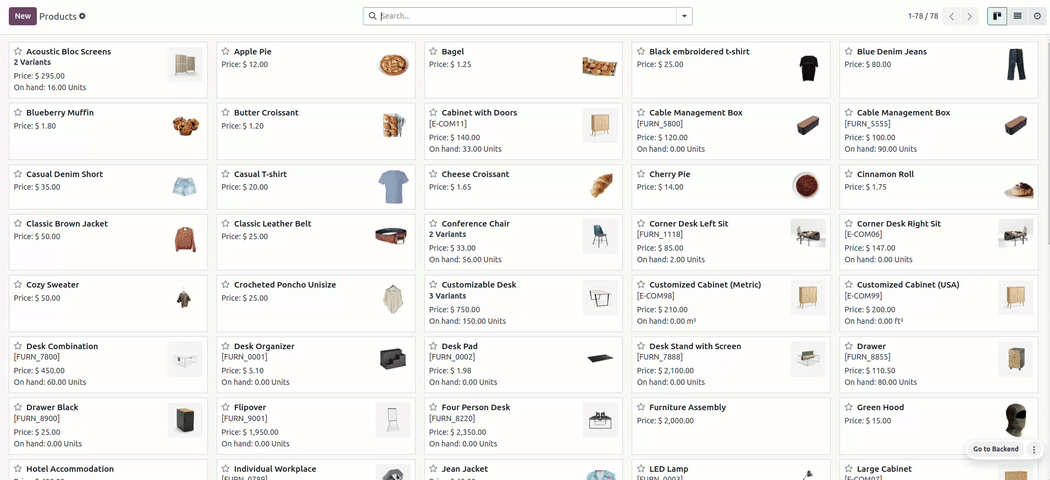 New Products
Search...
1-78 / 78
Acoustic Bloc Screens
2 Variants
Price: $ 295.00
On hand: 16.00 Units
Apple Pie
Price: $ 12.00
Bagel
Price: $ 1.25
Black embroidered t-shirt
Price: $ 25.00
Blue Denim Jeans
Price: $ 80.00
Blueberry Muffin
Price: $ 1.80
Butter Croissant
Price: $ 1.20
Cabinet with Doors
[E-COM11]
Price: $ 140.00
On hand: 33.00 Units
Cable Management Box
[FURN_5800]
Price: $ 120.00
On hand: 0.00 Units
Cable Management Box
[FURN_5555]
Price: $ 100.00
On hand: 90.00 Units
Casual Denim Short
Price: $ 35.00
Casual T-shirt
Price: $ 20.00
Cheese Croissant
Price: $ 1.65
Cherry Pie
Price: $ 14.00
Cinnamon Roll
Price: $ 1.75
Classic Brown Jacket
Price: $ 50.00
Classic Leather Belt
Price: $ 25.00
Conference Chair
2 Variants
Price: $ 33.00
On hand: 56.00 Units
Corner Desk Left Sit
[FURN_1118]
Price: $ 85.00
On hand: 2.00 Units
Corner Desk Right Sit
[E-COM06]
Price: $ 147.00
On hand: 0.00 Units
Cozy Sweater
Price: $ 50.00
Crocheted Poncho Unisize
Price: $ 25.00
Customizable Desk
3 Variants
Price: $ 750.00
On hand: 150.00 Units
Customized Cabinet (Metric)
[E-COM98]
Price: $ 210.00
On hand: 0.00 m³
Customized Cabinet (USA)
[E-COM99]
Price: $ 200.00
On hand: 0.00 ft³
Desk Combination
[FURN_7800]
Price: $ 450.00
On hand: 60.00 Units
Desk Organizer
[FURN_0001]
Price: $ 5.10
On hand: 0.00 Units
Desk Pad
[FURN_0002]
Price: $ 1.98
On hand: 0.00 Units
Desk Stand with Screen
[FURN_7888]
Price: $ 2,100.00
On hand: 0.00 Units
Drawer
[FURN_8855]
Price: $ 110.50
On hand: 80.00 Units
Drawer Black
[FURN_8900]
Price: $ 25.00
On hand: 0.00 Units
Flipover
[FURN_9001]
Price: $ 1,950.00
On hand: 0.00 Units
Four Person Desk
[FURN_8220]
Price: $ 2,350.00
On hand: 0.00 Units
Furniture Assembly
Price: $ 2,000.00
Green Hood
Price: $ 15.00
Go to Backend
Hotel Accommodation
Individual Workplace
[FURN_0789]
Jean Jacket
LED Lamp
[FURN_0003]
Large Cabinet
[E-COM07]